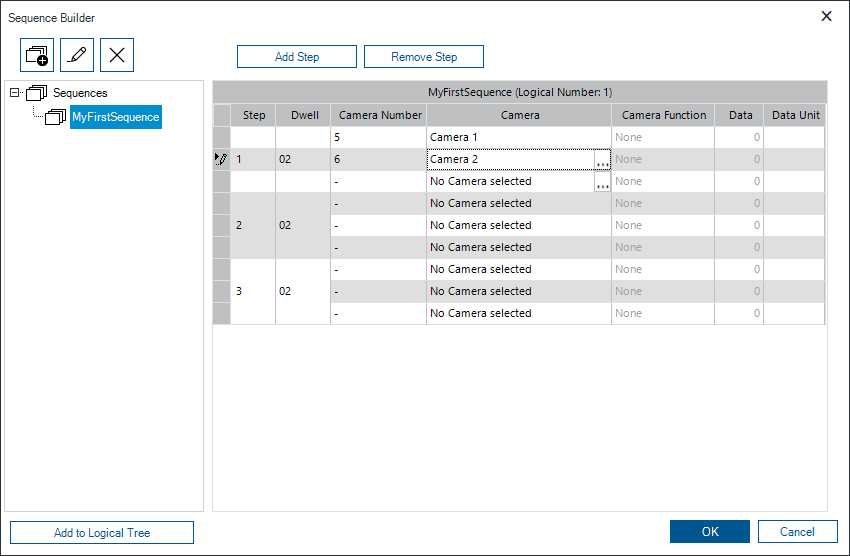 Sequence Builder
Add Step Remove Step
Sequences
MyFirstSequence
MyFirstSequence (Logical Number: 1)
Step Dwell Camera Number Camera Camera Function Data Data Unit
5 Camera 1 None 0
1 02 6 Camera 2 ... None 0
- No Camera selected ... None 0
- No Camera selected None 0
2 02 - No Camera selected None 0
- No Camera selected None 0
- No Camera selected None 0
3 02 - No Camera selected None 0
- No Camera selected None 0
Add to Logical Tree
OK Cancel